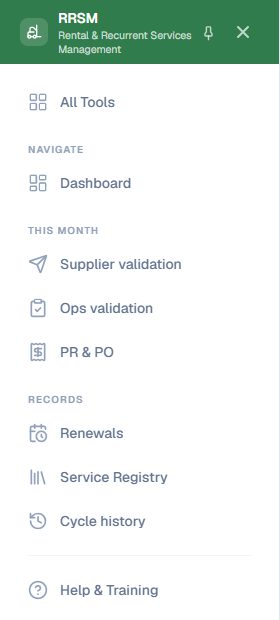 RRSM
Rental & Recurrent Services
Management
All Tools
NAVIGATE
Dashboard
THIS MONTH
Supplier validation
Ops validation
PR & PO
RECORDS
Renewals
Service Registry
Cycle history
Help & Training